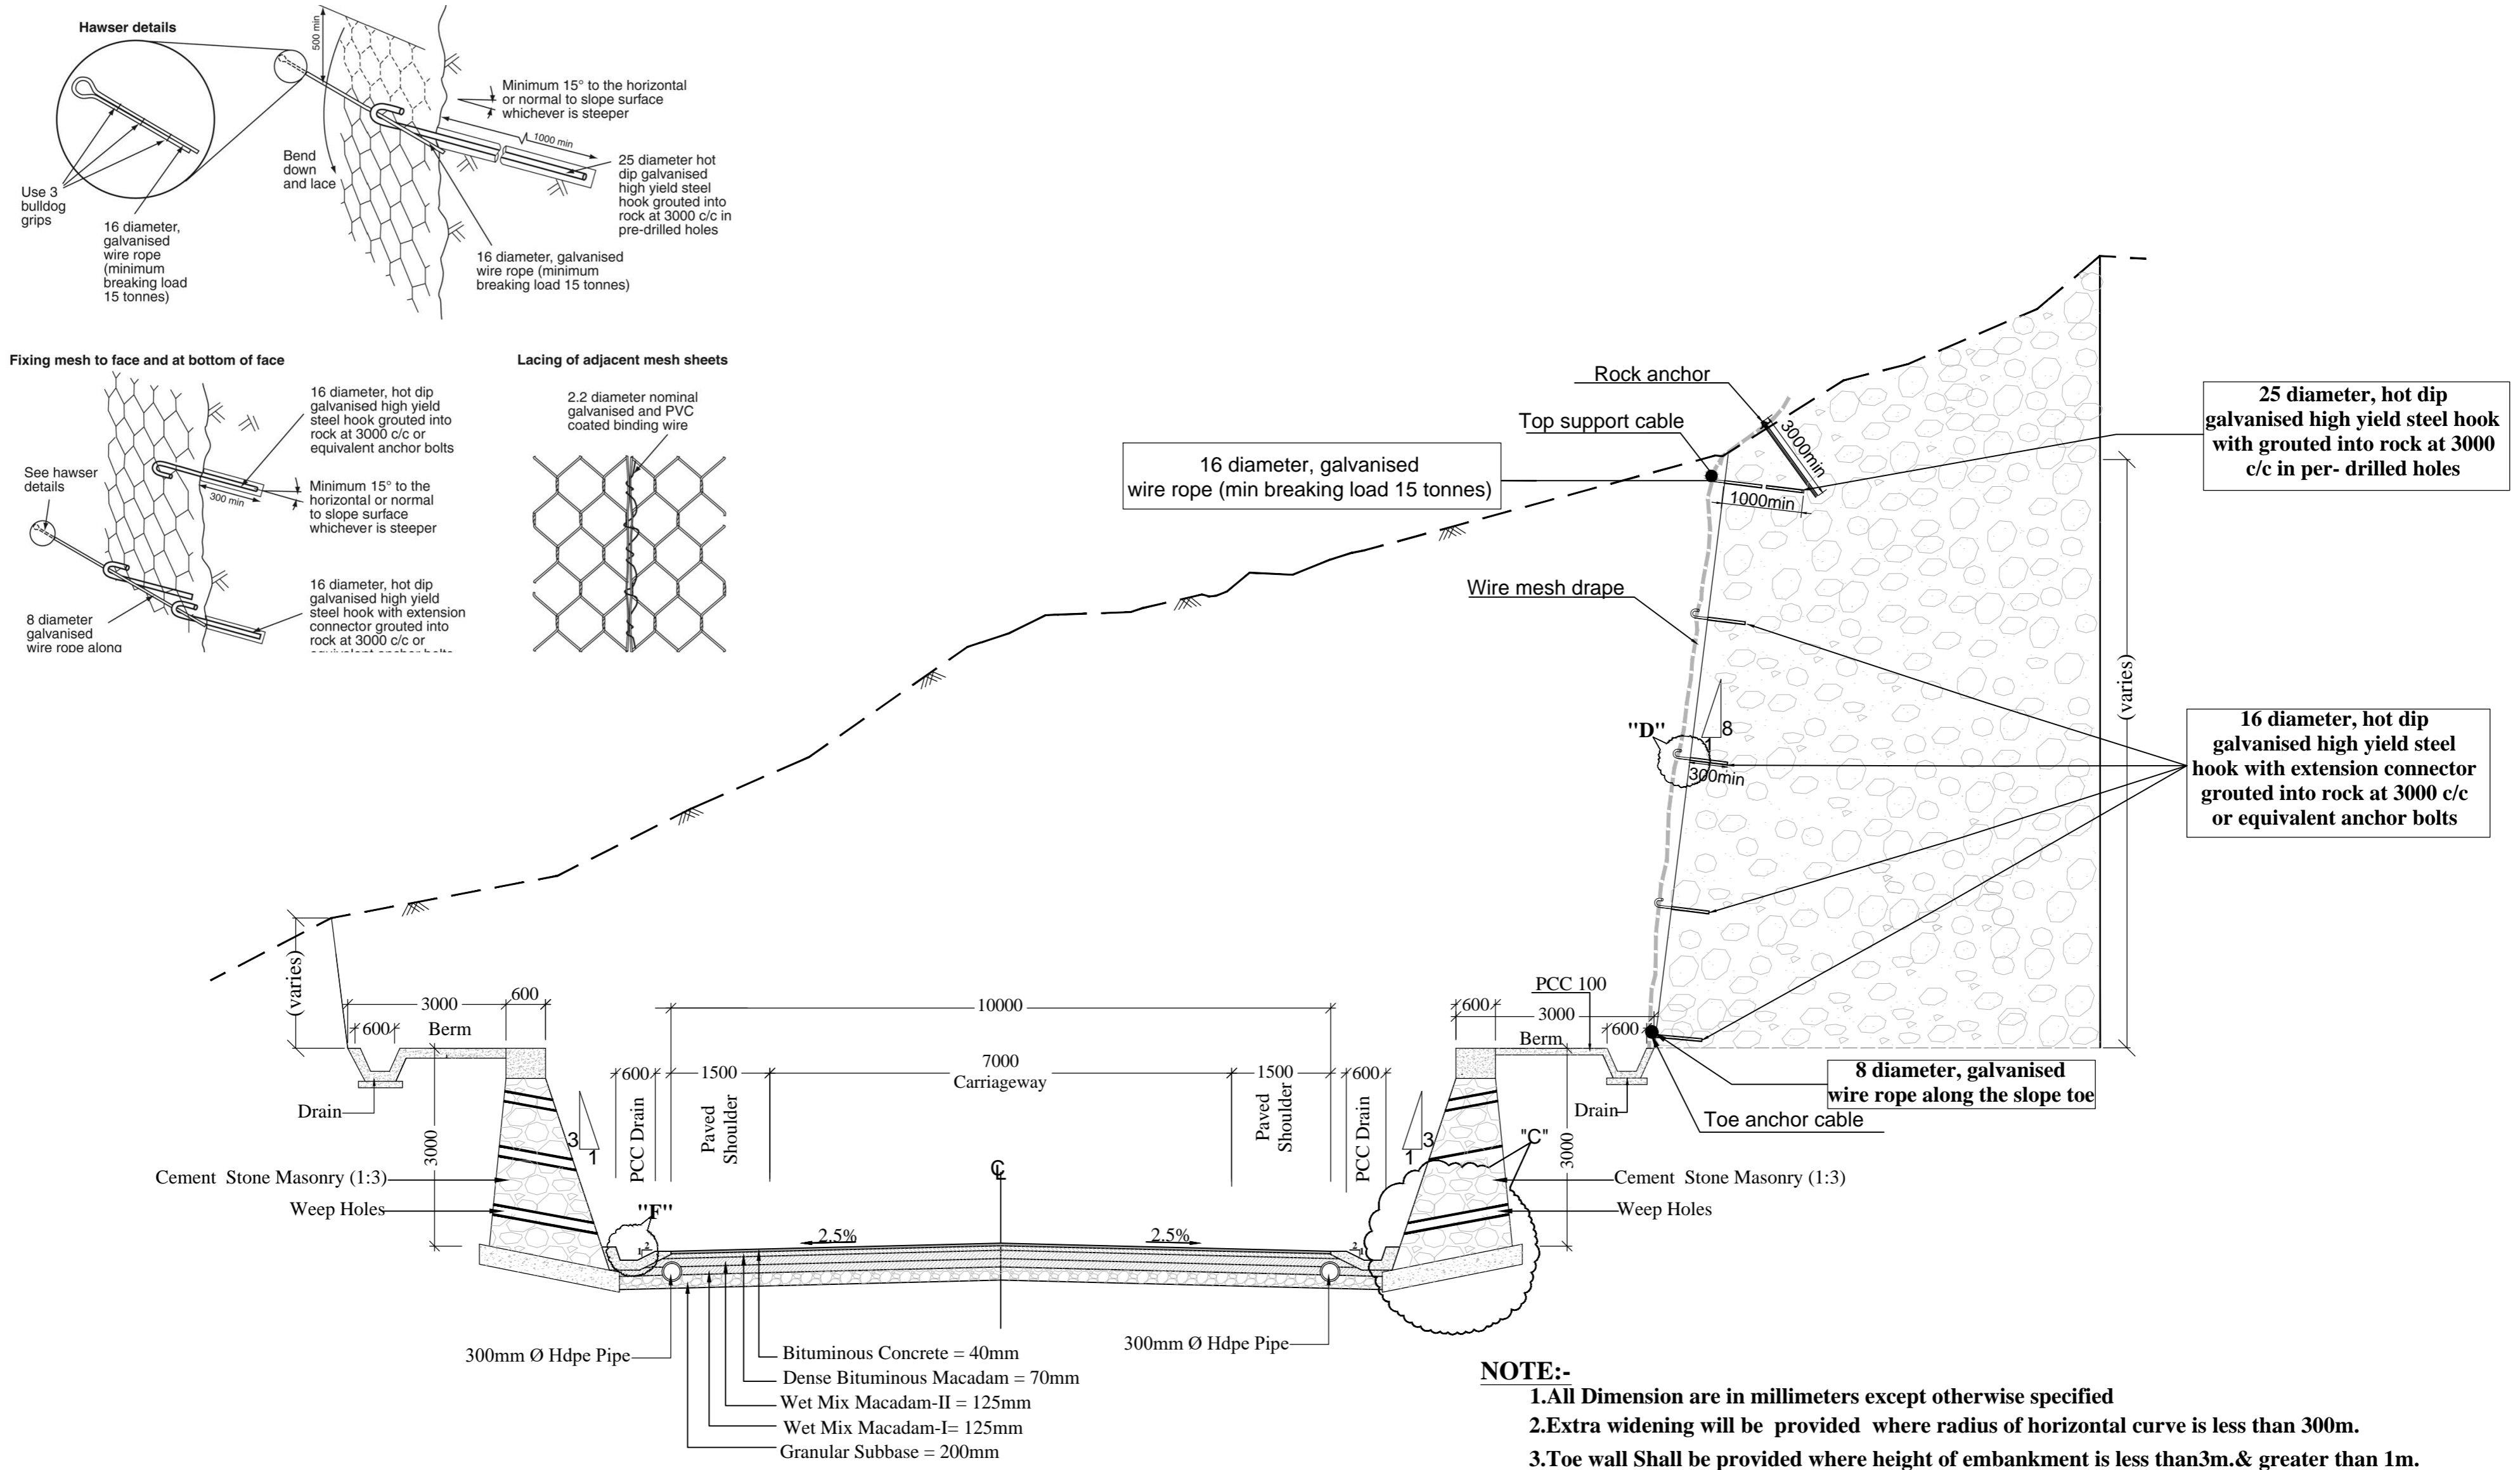 Hawser details
500 min
Minimum 15° to the horizontal
or normal to slope surface
whichever is steeper
1000 min
Bend
down
and lace
25 diameter hot
dip galvanised
high yield steel
hook grouted into
rock at 3000 c/c in
pre-drilled holes
Use 3
bulldog
grips
16 diameter,
galvanised
wire rope
(minimum
breaking load
15 tonnes)
16 diameter, galvanised
wire rope (minimum
breaking load 15 tonnes)
Fixing mesh to face and at bottom of face
16 diameter, hot dip
galvanised high yield
steel hook grouted into
rock at 3000 c/c or
equivalent anchor bolts
See hawser
details
300 min
Minimum 15° to the
horizontal or normal
to slope surface
whichever is steeper
16 diameter, hot dip
galvanised high yield
steel hook with extension
connector grouted into
rock at 3000 c/c or
equivalent anchor bolts
8 diameter
galvanised
wire rope along
Lacing of adjacent mesh sheets
2.2 diameter nominal
galvanised and PVC
coated binding wire
Rock anchor
Top support cable
16 diameter, galvanised
wire rope (min breaking load 15 tonnes)
3000min
1000min
25 diameter, hot dip
galvanised high yield steel hook
with grouted into rock at 3000
c/c in per- drilled holes
Wire mesh drape
(varies)
"D"
8
1
300min
16 diameter, hot dip
galvanised high yield steel
hook with extension connector
grouted into rock at 3000 c/c
or equivalent anchor bolts
(varies)
3000
600
600
Berm
Drain
3000
3
1
Cement Stone Masonry (1:3)
Weep Holes
10000
7000
Carriageway
600
1500
1500
600
PCC Drain
Paved
Shoulder
Paved
Shoulder
PCC Drain
℄
"F"
1
2
2.5%
2.5%
2
1
600
3000
PCC 100
600
Berm
Drain
3000
3
1
"C"
Cement Stone Masonry (1:3)
Weep Holes
8 diameter, galvanised
wire rope along the slope toe
Toe anchor cable
300mm Ø Hdpe Pipe
300mm Ø Hdpe Pipe
Bituminous Concrete = 40mm
Dense Bituminous Macadam = 70mm
Wet Mix Macadam-II = 125mm
Wet Mix Macadam-I= 125mm
Granular Subbase = 200mm
NOTE:-
1.All Dimension are in millimeters except otherwise specified
2.Extra widening will be provided where radius of horizontal curve is less than 300m.
3.Toe wall Shall be provided where height of embankment is less than3m.& greater than 1m.